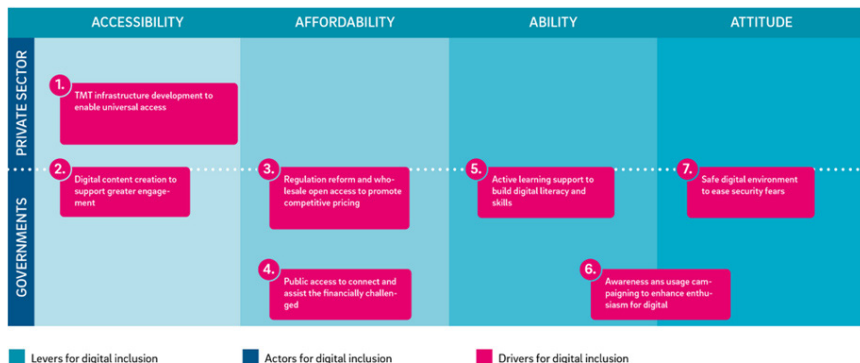 ACCESSIBILITY
AFFORDABILITY
ABILITY
ATTITUDE
PRIVATE SECTOR
GOVERNMENTS
1.
TMT infrastructure development to
enable universal access
2.
Digital content creation to
support greater engage-
ment
3.
Regulation reform and who-
lesale open access to promote
competitive pricing
4.
Public access to connect and
assist the financially challen-
ged
5.
Active learning support to
build digital literacy and
skills
6.
Awareness ans usage cam-
paigning to enhance enthu-
siasm for digital
7.
Safe digital environment
to ease security fears
Levers for digital inclusion
Actors for digital inclusion
Drivers for digital inclusion